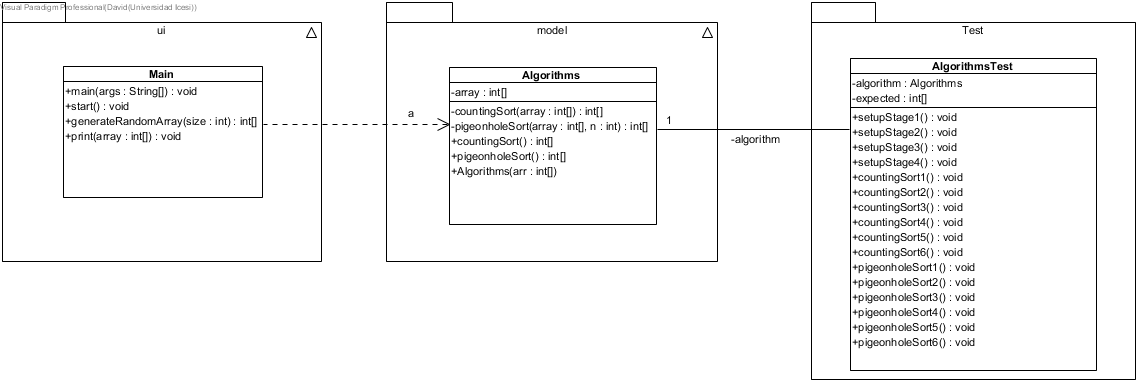 Visual Paradigm Professional(David(Universidad Icesi))
ui
Main
+main(args : String[]) : void
+start() : void
+generateRandomArray(size : int) : int[]
+print(array : int[]) : void
a
model
Algorithms
-array : int[]
-countingSort(array : int[]) : int[]
-pigeonholeSort(array : int[], n : int) : int[]
+countingSort() : int[]
+pigeonholeSort() : int[]
+Algorithms(arr : int[])
1
-algorithm
Test
AlgorithmsTest
-algorithm : Algorithms
-expected : int[]
+setupStage1() : void
+setupStage2() : void
+setupStage3() : void
+setupStage4() : void
+countingSort1() : void
+countingSort2() : void
+countingSort3() : void
+countingSort4() : void
+countingSort5() : void
+countingSort6() : void
+pigeonholeSort1() : void
+pigeonholeSort2() : void
+pigeonholeSort3() : void
+pigeonholeSort4() : void
+pigeonholeSort5() : void
+pigeonholeSort6() : void